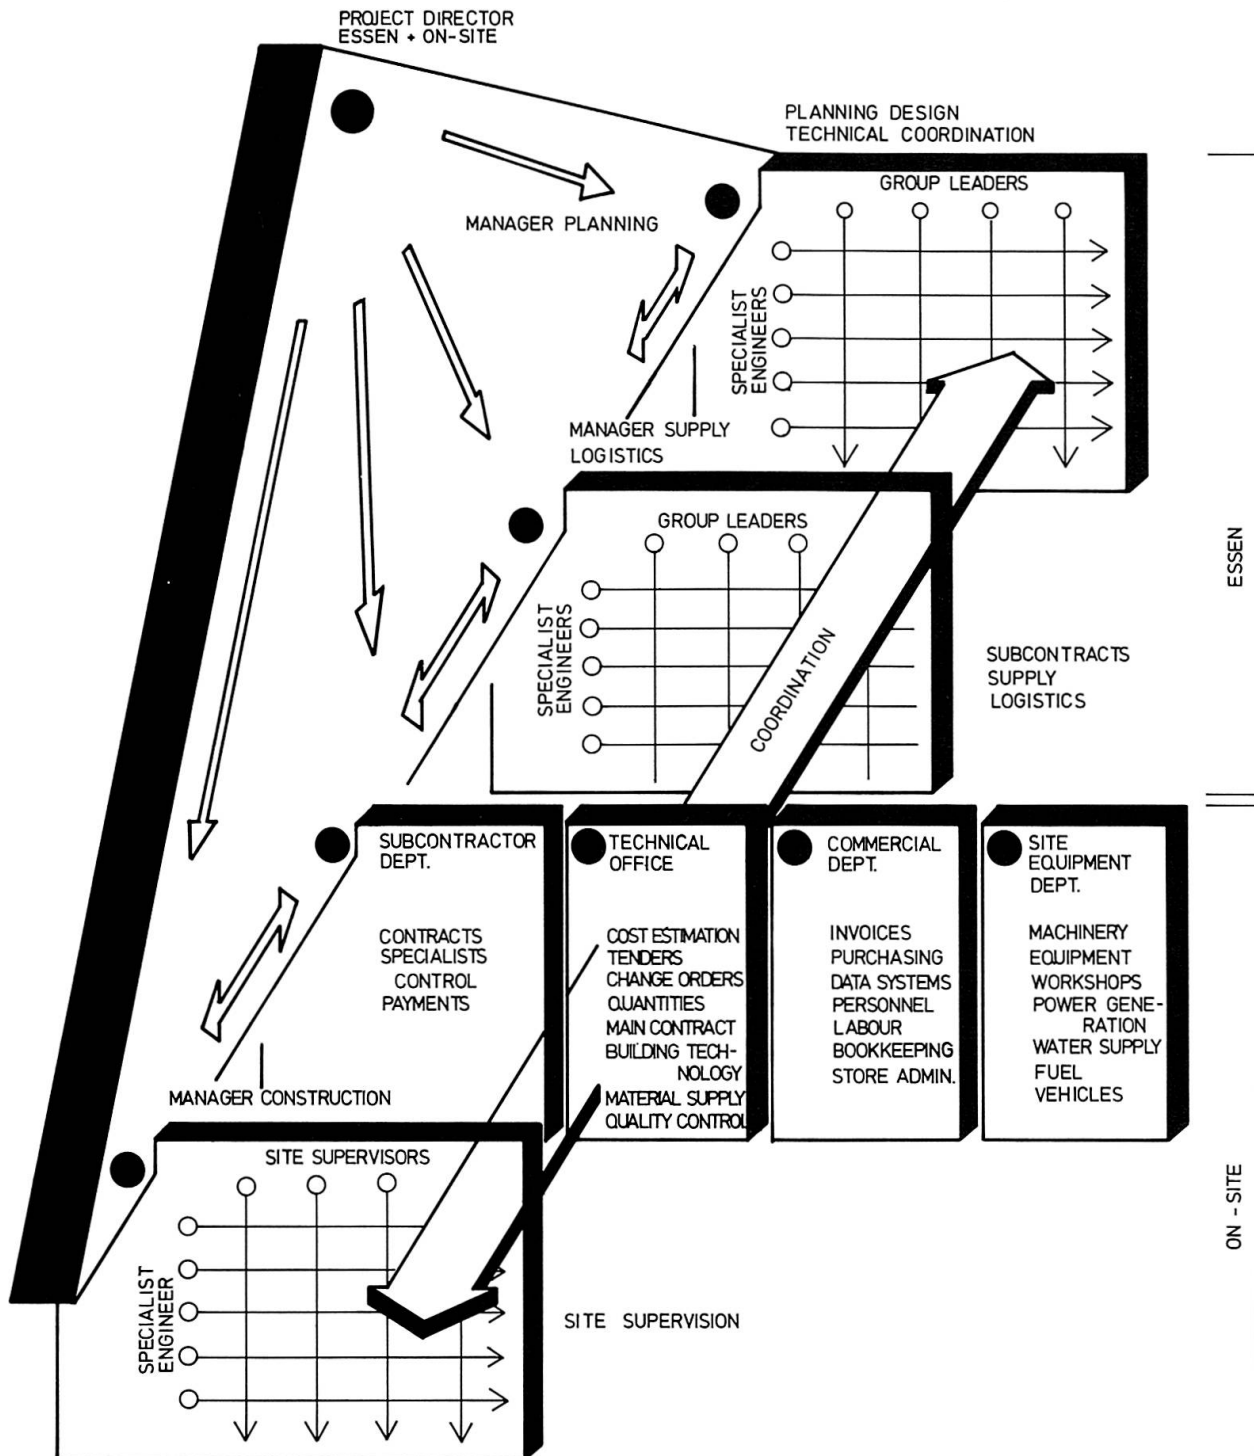 PROJECT DIRECTOR
ESSEN + ON-SITE
PLANNING DESIGN
TECHNICAL COORDINATION
GROUP LEADERS
MANAGER PLANNING
SPECIALIST
ENGINEERS
MANAGER SUPPLY
LOGISTICS
GROUP LEADERS
SPECIALIST
ENGINEERS
COORDINATION
SUBCONTRACTS
SUPPLY
LOGISTICS
ESSEN
SUBCONTRACTOR
DEPT.
CONTRACTS
SPECIALISTS
CONTROL
PAYMENTS
TECHNICAL
OFFICE
COST ESTIMATION
TENDERS
CHANGE ORDERS
QUANTITIES
MAIN CONTRACT
BUILDING TECH-
NOLOGY
MATERIAL SUPPLY
QUALITY CONTROL
COMMERCIAL
DEPT.
INVOICES
PURCHASING
DATA SYSTEMS
PERSONNEL
LABOUR
BOOKKEEPING
STORE ADMIN.
SITE
EQUIPMENT
DEPT.
MACHINERY
EQUIPMENT
WORKSHOPS
POWER GENE-
RATION
WATER SUPPLY
FUEL
VEHICLES
MANAGER CONSTRUCTION
SITE SUPERVISORS
SPECIALIST
ENGINEER
SITE SUPERVISION
ON - SITE